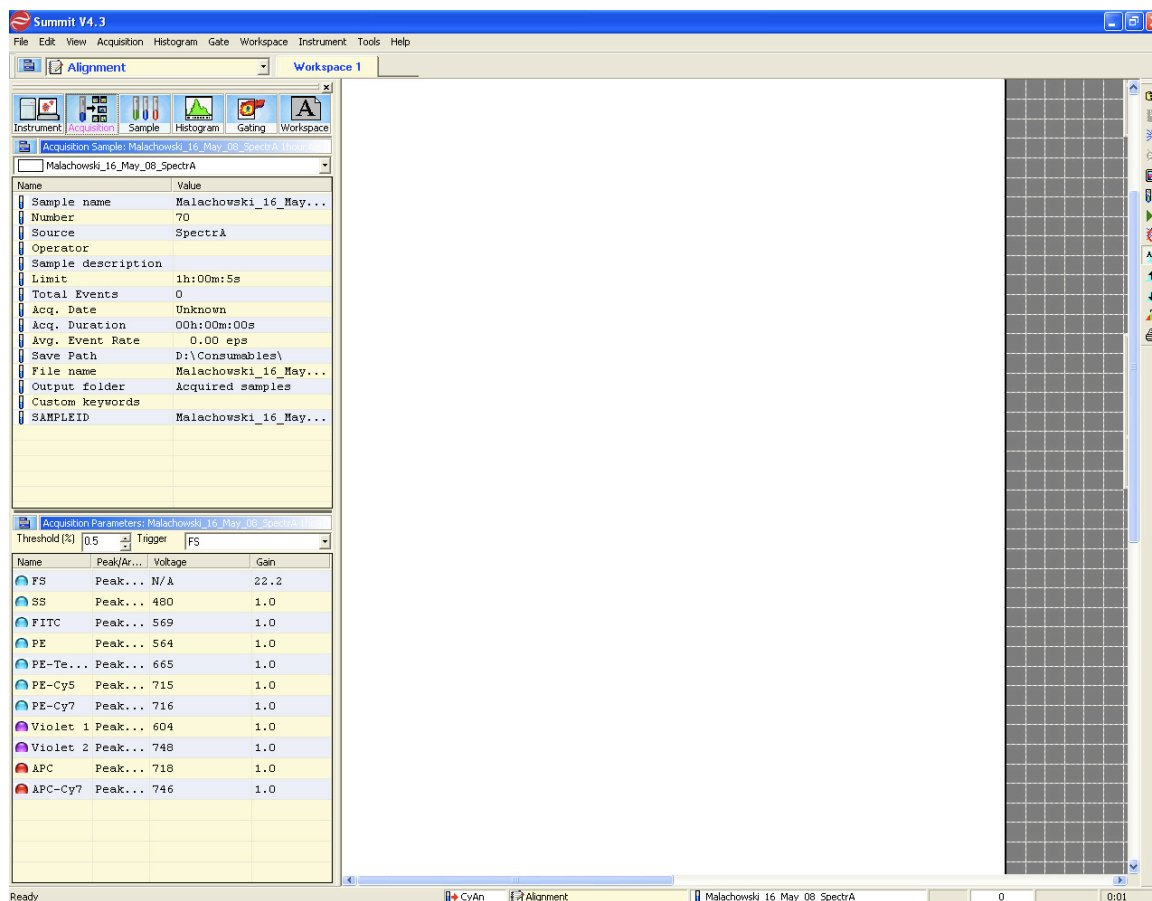 Summit V4.3
File Edit View Acquisition Histogram Gate Workspace Instrument Tools Help
Alignment Workspace 1
Instrument Acquisition Sample Histogram Gating Workspace
Acquisition Sample: Malachowski_16_May_08_SpectrA
Malachowski_16_May_08_SpectrA
Name Value
Sample name Malachowski_16_May...
Number 70
Source SpectrA
Operator
Sample description
Limit 1h:00m:5s
Total Events 0
Acq. Date Unknown
Acq. Duration 00h:00m:00s
Avg. Event Rate 0.00 eps
Save Path D:\Consumables\
File name Malachowski_16_May...
Output folder Acquired samples
Custom keywords
SAMPLEID Malachowski_16_May...
Acquisition Parameters: Malachowski_16_May_08_SpectrA
Threshold (%) 0.5 Trigger FS
Name Peak/Ar... Voltage Gain
FS Peak... N/A 22.2
SS Peak... 480 1.0
FITC Peak... 569 1.0
PE Peak... 564 1.0
PE-Te... Peak... 665 1.0
PE-Cy5 Peak... 715 1.0
PE-Cy7 Peak... 716 1.0
Violet 1 Peak... 604 1.0
Violet 2 Peak... 748 1.0
APC Peak... 718 1.0
APC-Cy7 Peak... 746 1.0
Ready CyAn Alignment Malachowski_16_May_08_SpectrA 0 0:01